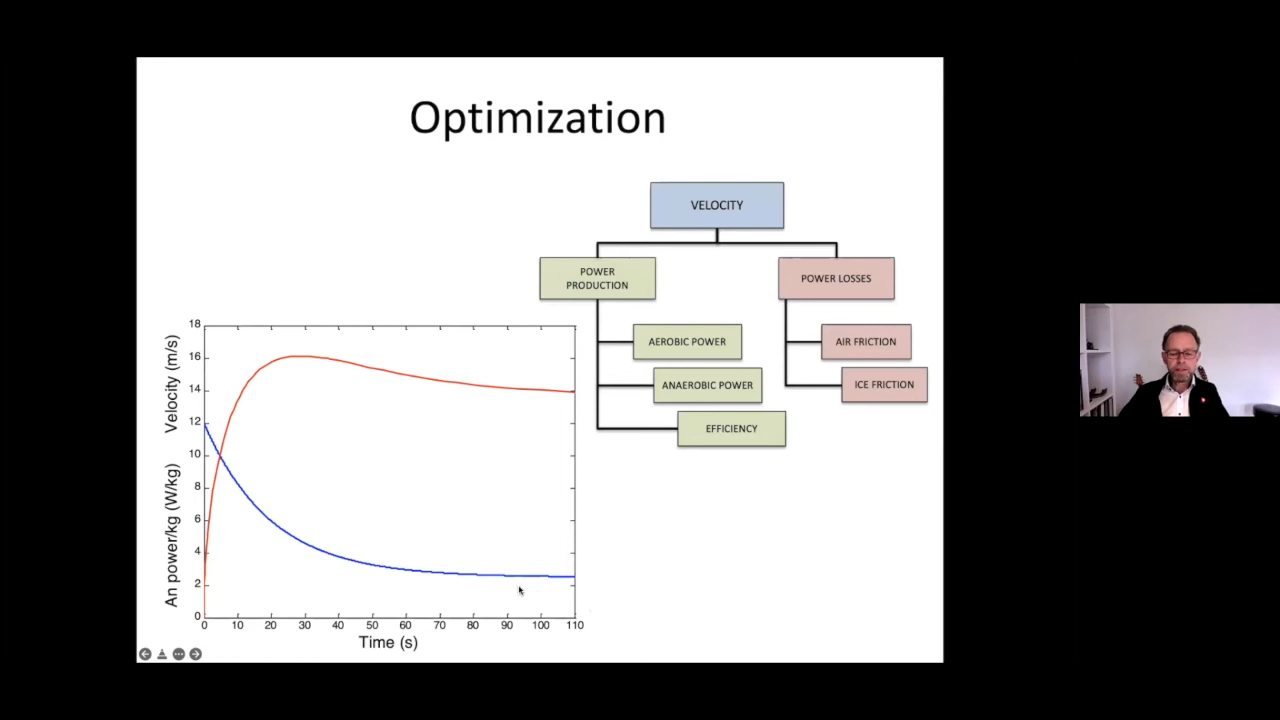 Optimization
VELOCITY
POWER
PRODUCTION
POWER LOSSES
AEROBIC POWER
AIR FRICTION
ANAEROBIC POWER
ICE FRICTION
EFFICIENCY
An power/kg (W/kg) Velocity (m/s)
18
16
14
12
10
8
6
4
2
0
0 10 20 30 40 50 60 70 80 90 100 110
Time (s)